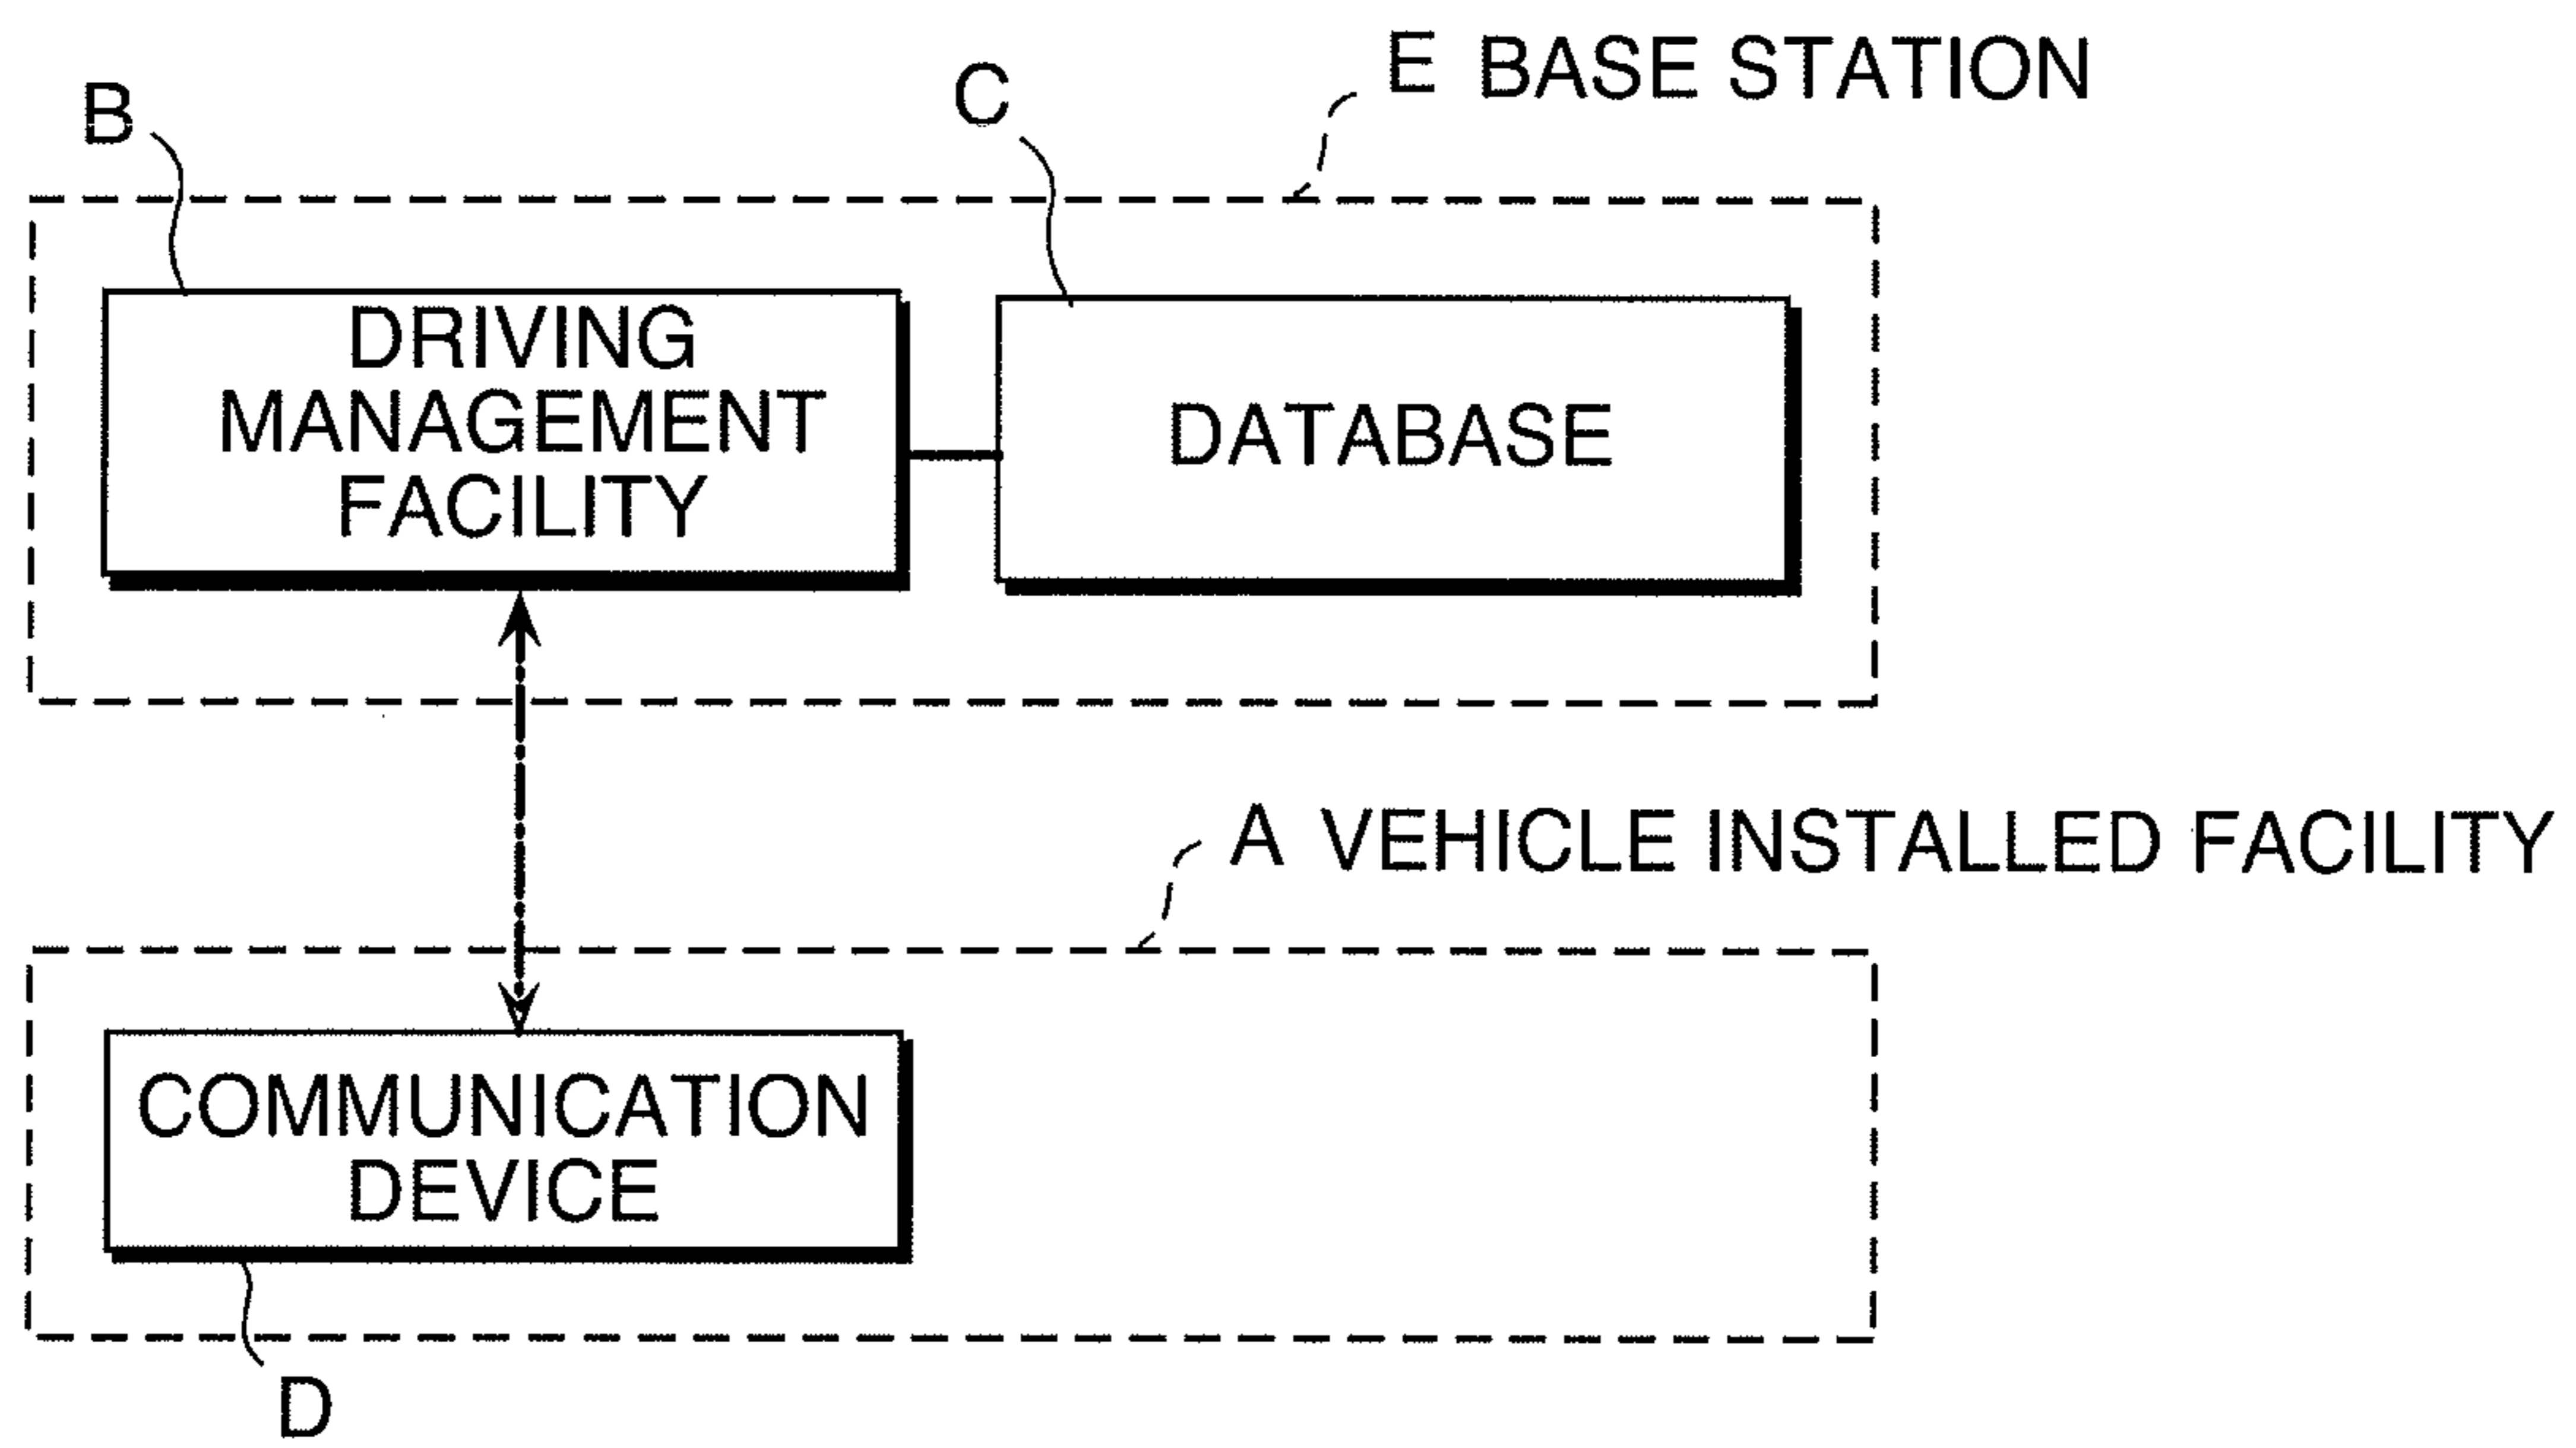 E BASE STATION
B
C
DRIVING
MANAGEMENT
FACILITY
DATABASE
A VEHICLE INSTALLED FACILITY
COMMUNICATION
DEVICE
D